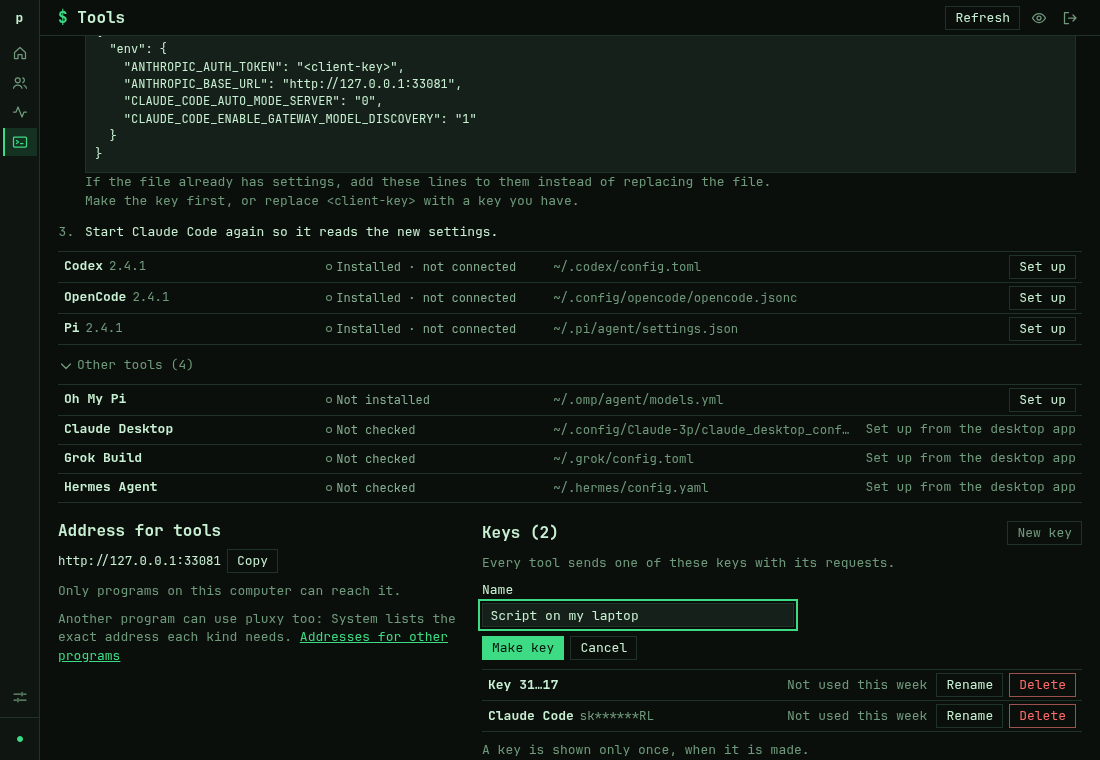 p
$ Tools
Refresh
"env": {
"ANTHROPIC_AUTH_TOKEN": "<client-key>",
"ANTHROPIC_BASE_URL": "http://127.0.0.1:33081",
"CLAUDE_CODE_AUTO_MODE_SERVER": "0",
"CLAUDE_CODE_ENABLE_GATEWAY_MODEL_DISCOVERY": "1"
}
}
If the file already has settings, add these lines to them instead of replacing the file.
Make the key first, or replace <client-key> with a key you have.
3. Start Claude Code again so it reads the new settings.
Codex 2.4.1 Installed · not connected ~/.codex/config.toml Set up
OpenCode 2.4.1 Installed · not connected ~/.config/opencode/opencode.jsonc Set up
Pi 2.4.1 Installed · not connected ~/.pi/agent/settings.json Set up
Other tools (4)
Oh My Pi Not installed ~/.omp/agent/models.yml Set up
Claude Desktop Not checked ~/.config/Claude-3p/claude_desktop_conf… Set up from the desktop app
Grok Build Not checked ~/.grok/config.toml Set up from the desktop app
Hermes Agent Not checked ~/.hermes/config.yaml Set up from the desktop app
Address for tools
http://127.0.0.1:33081 Copy
Only programs on this computer can reach it.
Another program can use pluxy too: System lists the
exact address each kind needs. Addresses for other
programs
Keys (2) New key
Every tool sends one of these keys with its requests.
Name
Script on my laptop
Make key Cancel
Key 31…17 Not used this week Rename Delete
Claude Code sk******RL Not used this week Rename Delete
A key is shown only once, when it is made.